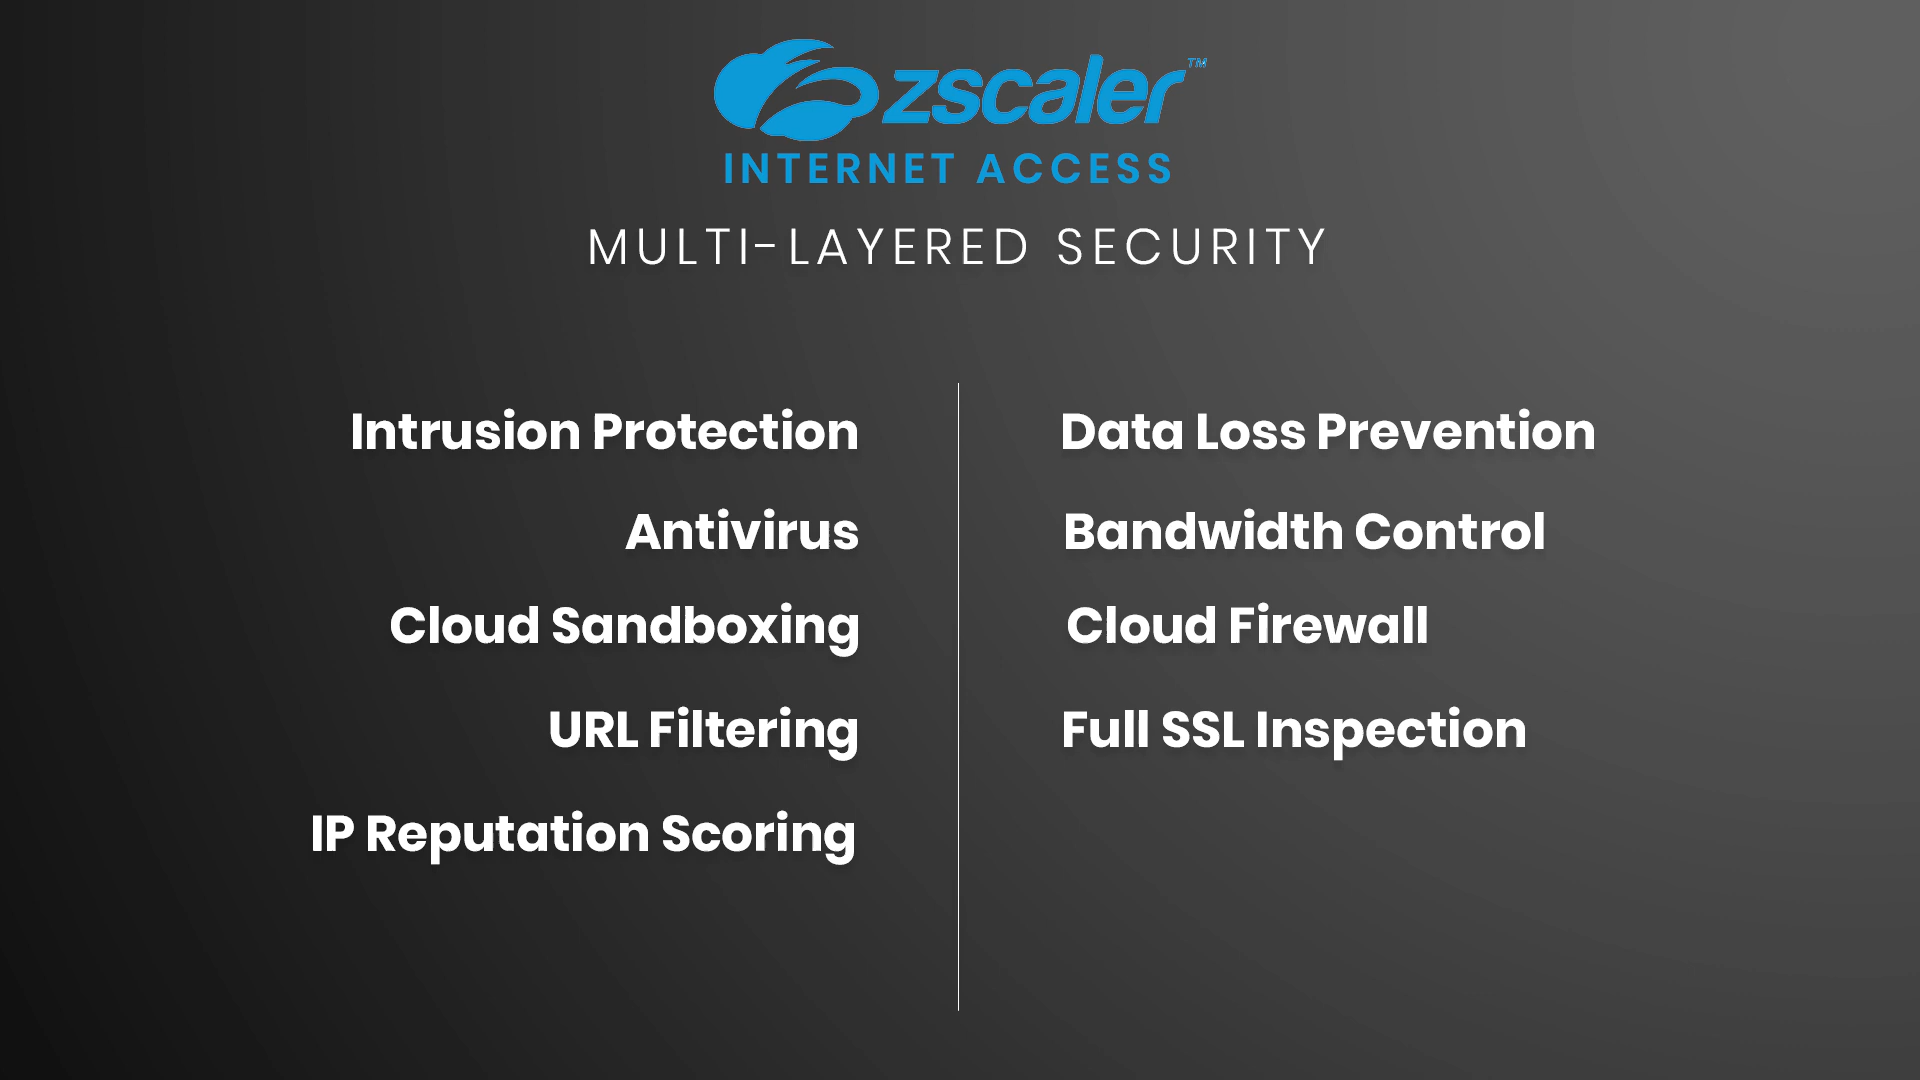 zscaler™
INTERNET ACCESS
MULTI-LAYERED SECURITY
Intrusion Protection
Antivirus
Cloud Sandboxing
URL Filtering
IP Reputation Scoring
Data Loss Prevention
Bandwidth Control
Cloud Firewall
Full SSL Inspection